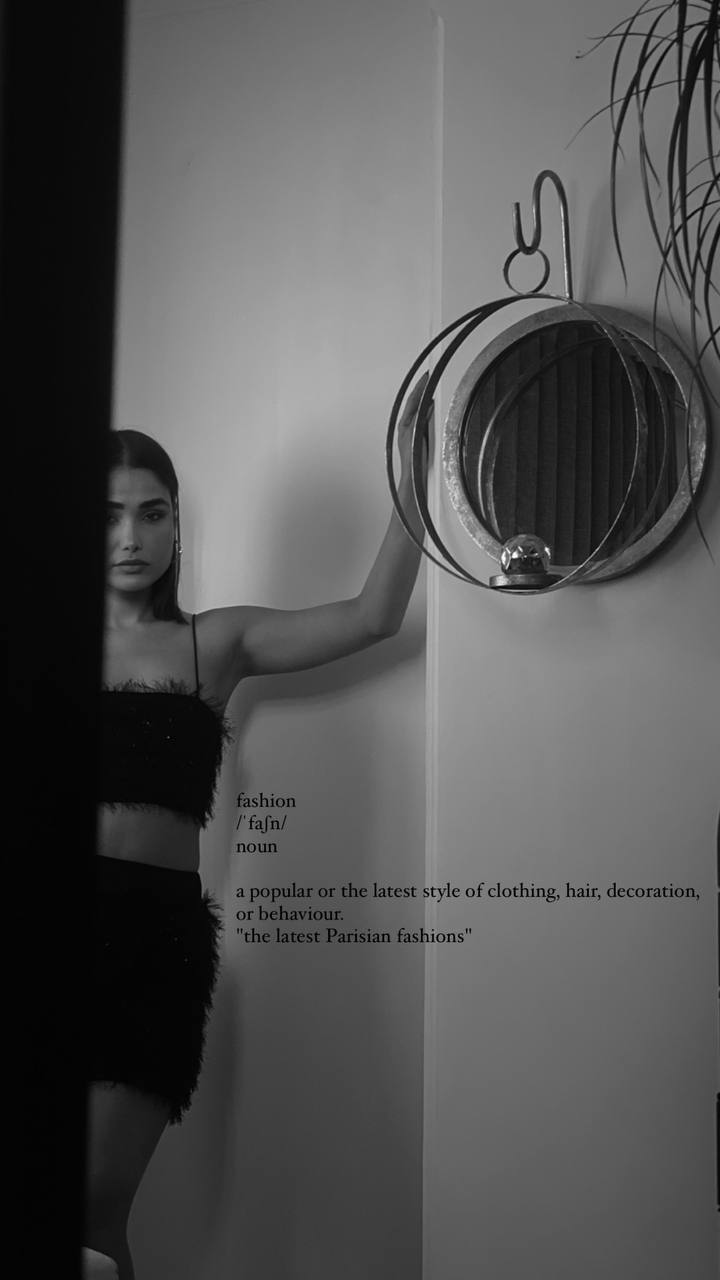 fashion
/ˈfaʃn/
noun
a popular or the latest style of clothing, hair, decoration,
or behaviour.
"the latest Parisian fashions"